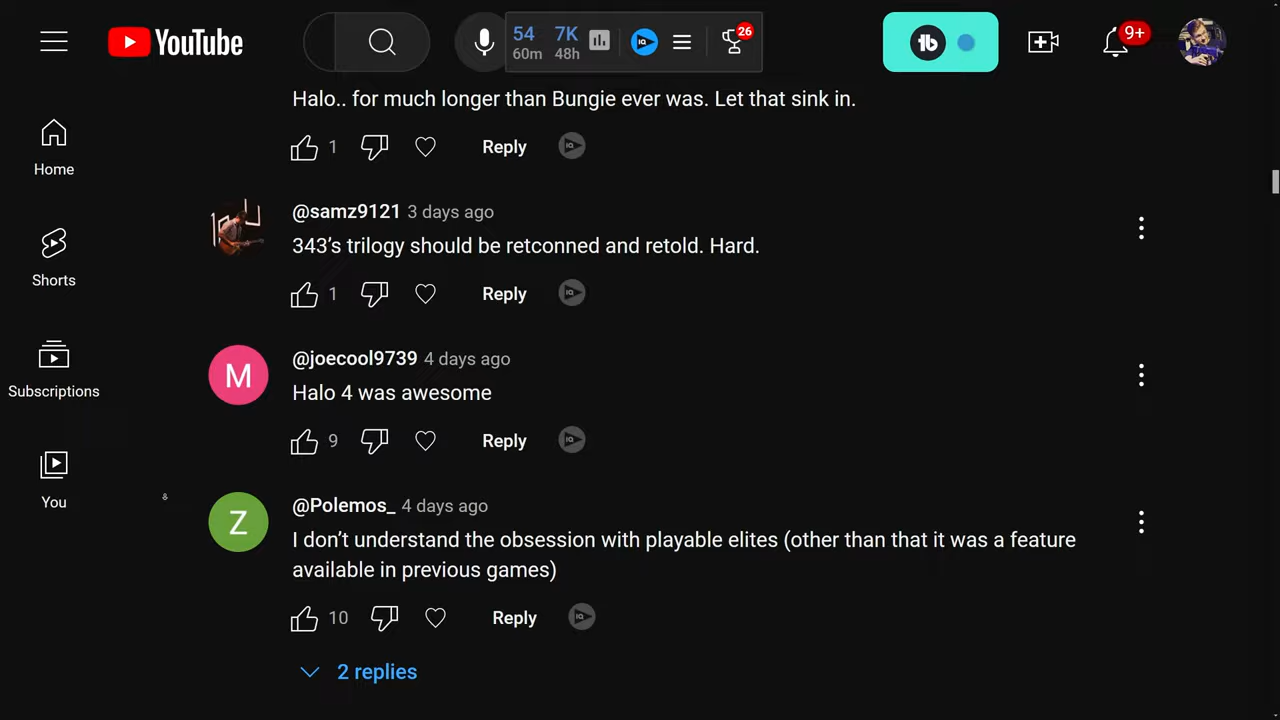 YouTube
54 7K
60m 48h
26
9+
Halo.. for much longer than Bungie ever was. Let that sink in.
1 Reply
Home
@samz9121 3 days ago
343’s trilogy should be retconned and retold. Hard.
Shorts
1 Reply
@joecool9739 4 days ago
M
Halo 4 was awesome
Subscriptions
9 Reply
You
@Polemos_ 4 days ago
Z
I don’t understand the obsession with playable elites (other than that it was a feature
available in previous games)
10 Reply
2 replies